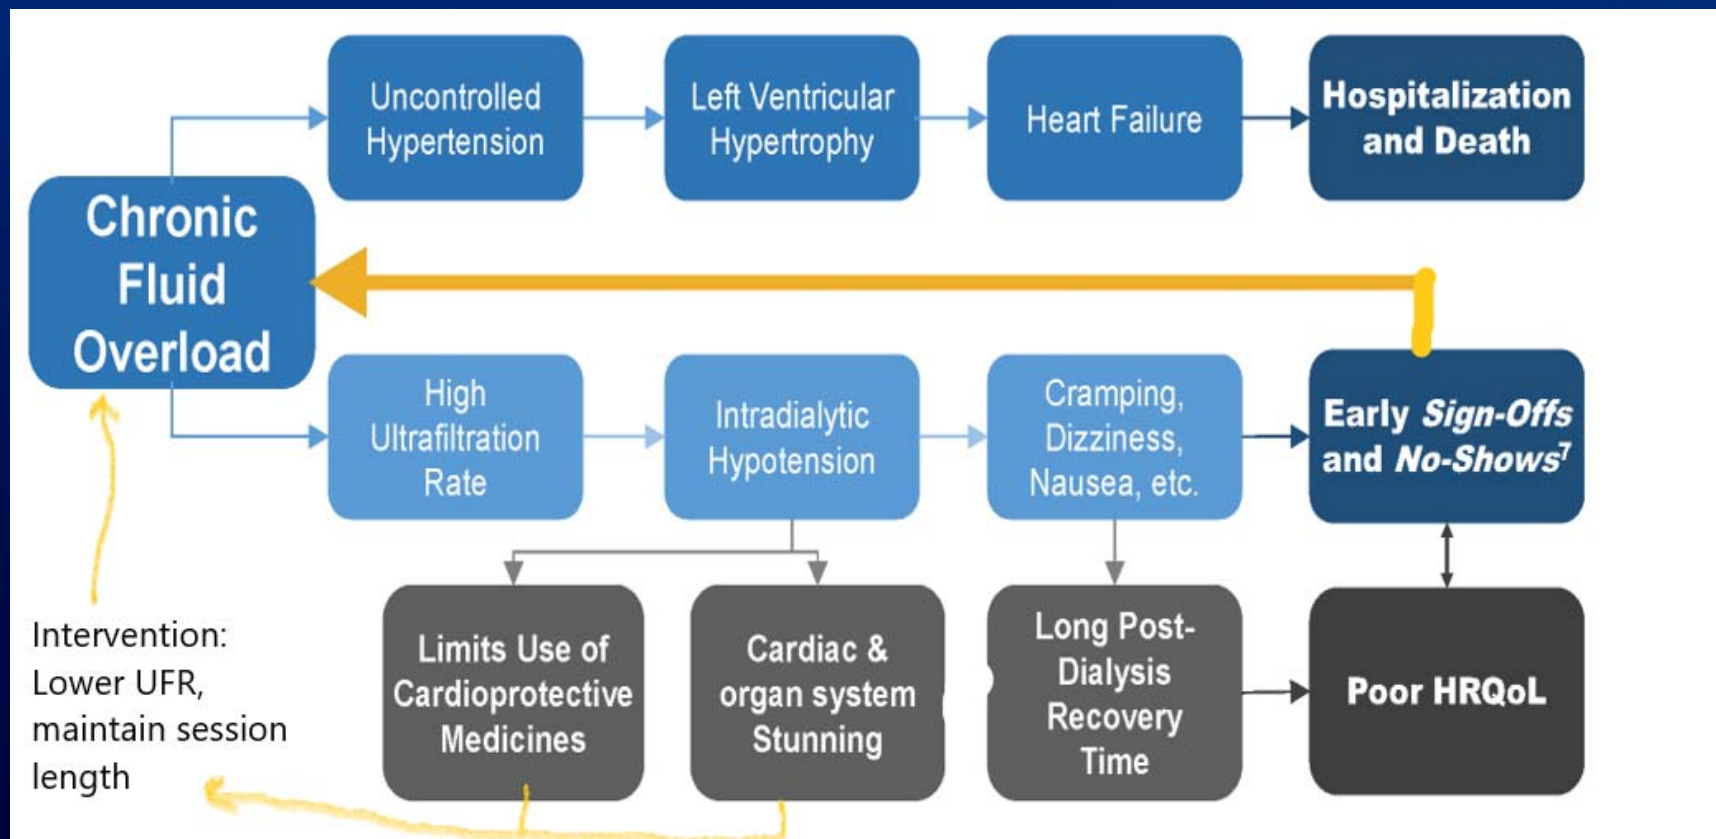 Uncontrolled
Hypertension
Left Ventricular
Hypertrophy
Heart Failure
Hospitalization
and Death
Chronic
Fluid
Overload
High
Ultrafiltration
Rate
Intradialytic
Hypotension
Cramping,
Dizziness,
Nausea, etc.
Early Sign-Offs
and No-Shows⁷
Intervention:
Lower UFR,
maintain session
length
Limits Use of
Cardioprotective
Medicines
Cardiac &
organ system
Stunning
Long Post-
Dialysis
Recovery
Time
Poor HRQoL